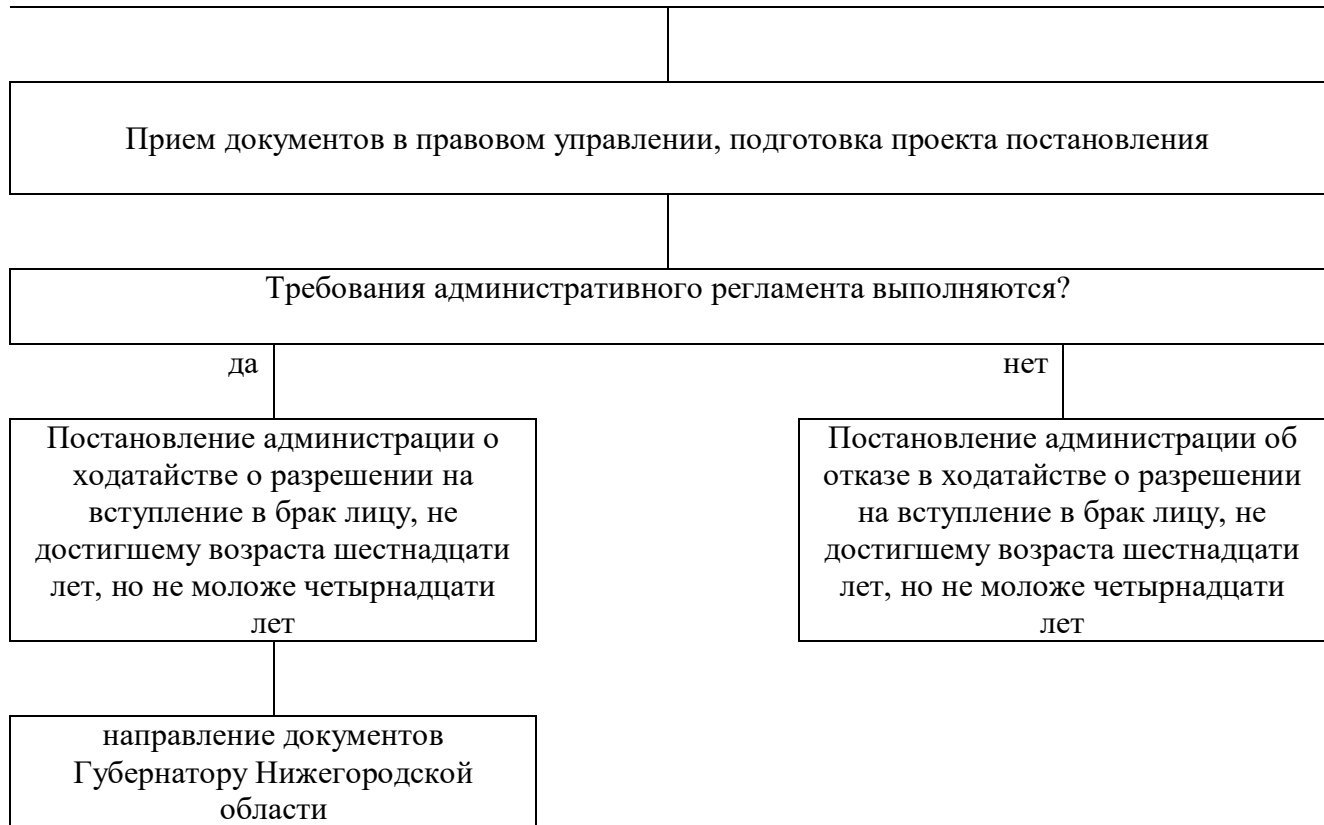 Прием документов в правовом управлении, подготовка проекта постановления
Требования административного регламента выполняются?
да
нет
Постановление администрации о
ходатайстве о разрешении на
вступление в брак лицу, не
достигшему возраста шестнадцати
лет, но не моложе четырнадцати
лет
Постановление администрации об
отказе в ходатайстве о разрешении
на вступление в брак лицу, не
достигшему возраста шестнадцати
лет, но не моложе четырнадцати
лет
направление документов
Губернатору Нижегородской
области